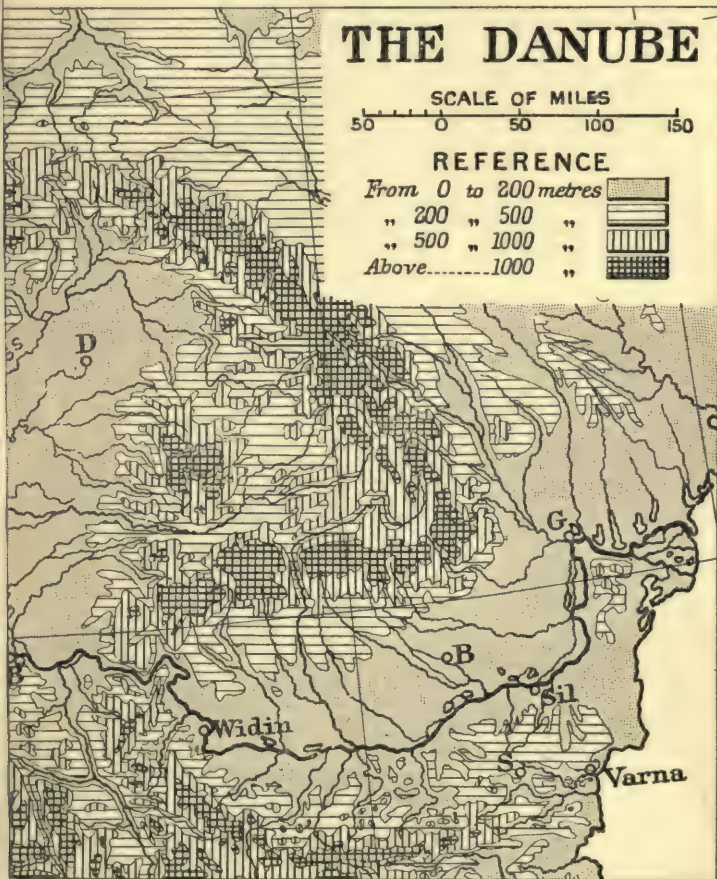 THE DANUBE
SCALE OF MILES
50 0 50 100 150
REFERENCE
From 0 to 200 metres
„ 200 „ 500 „
„ 500 „ 1000 „
Above.........1000 „
D
G
B
B
Sil
Widin
S
Varna